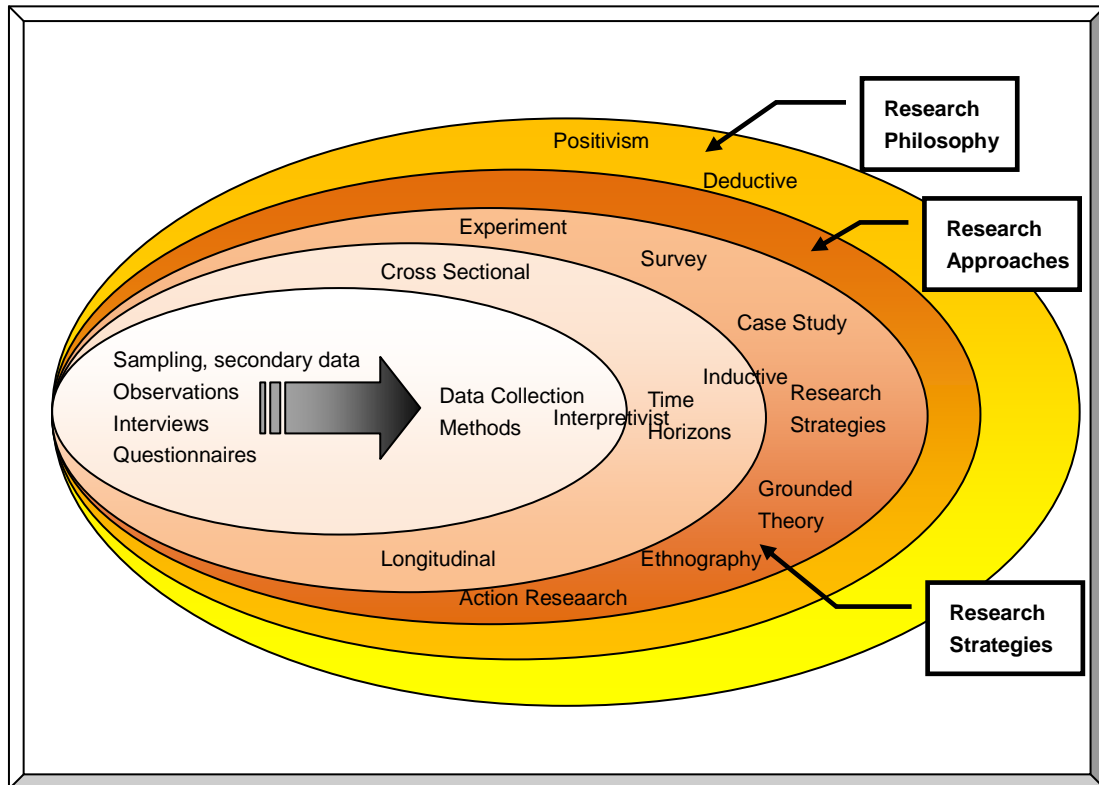 Research
Philosophy
Positivism
Deductive
Research
Approaches
Experiment
Survey
Cross Sectional
Case Study
Sampling, secondary data
Observations
Interviews
Questionnaires
Data Collection
Methods
Interpretivist
Time
Horizons
Inductive
Research
Strategies
Grounded
Theory
Ethnography
Longitudinal
Action Reseaarch
Research
Strategies